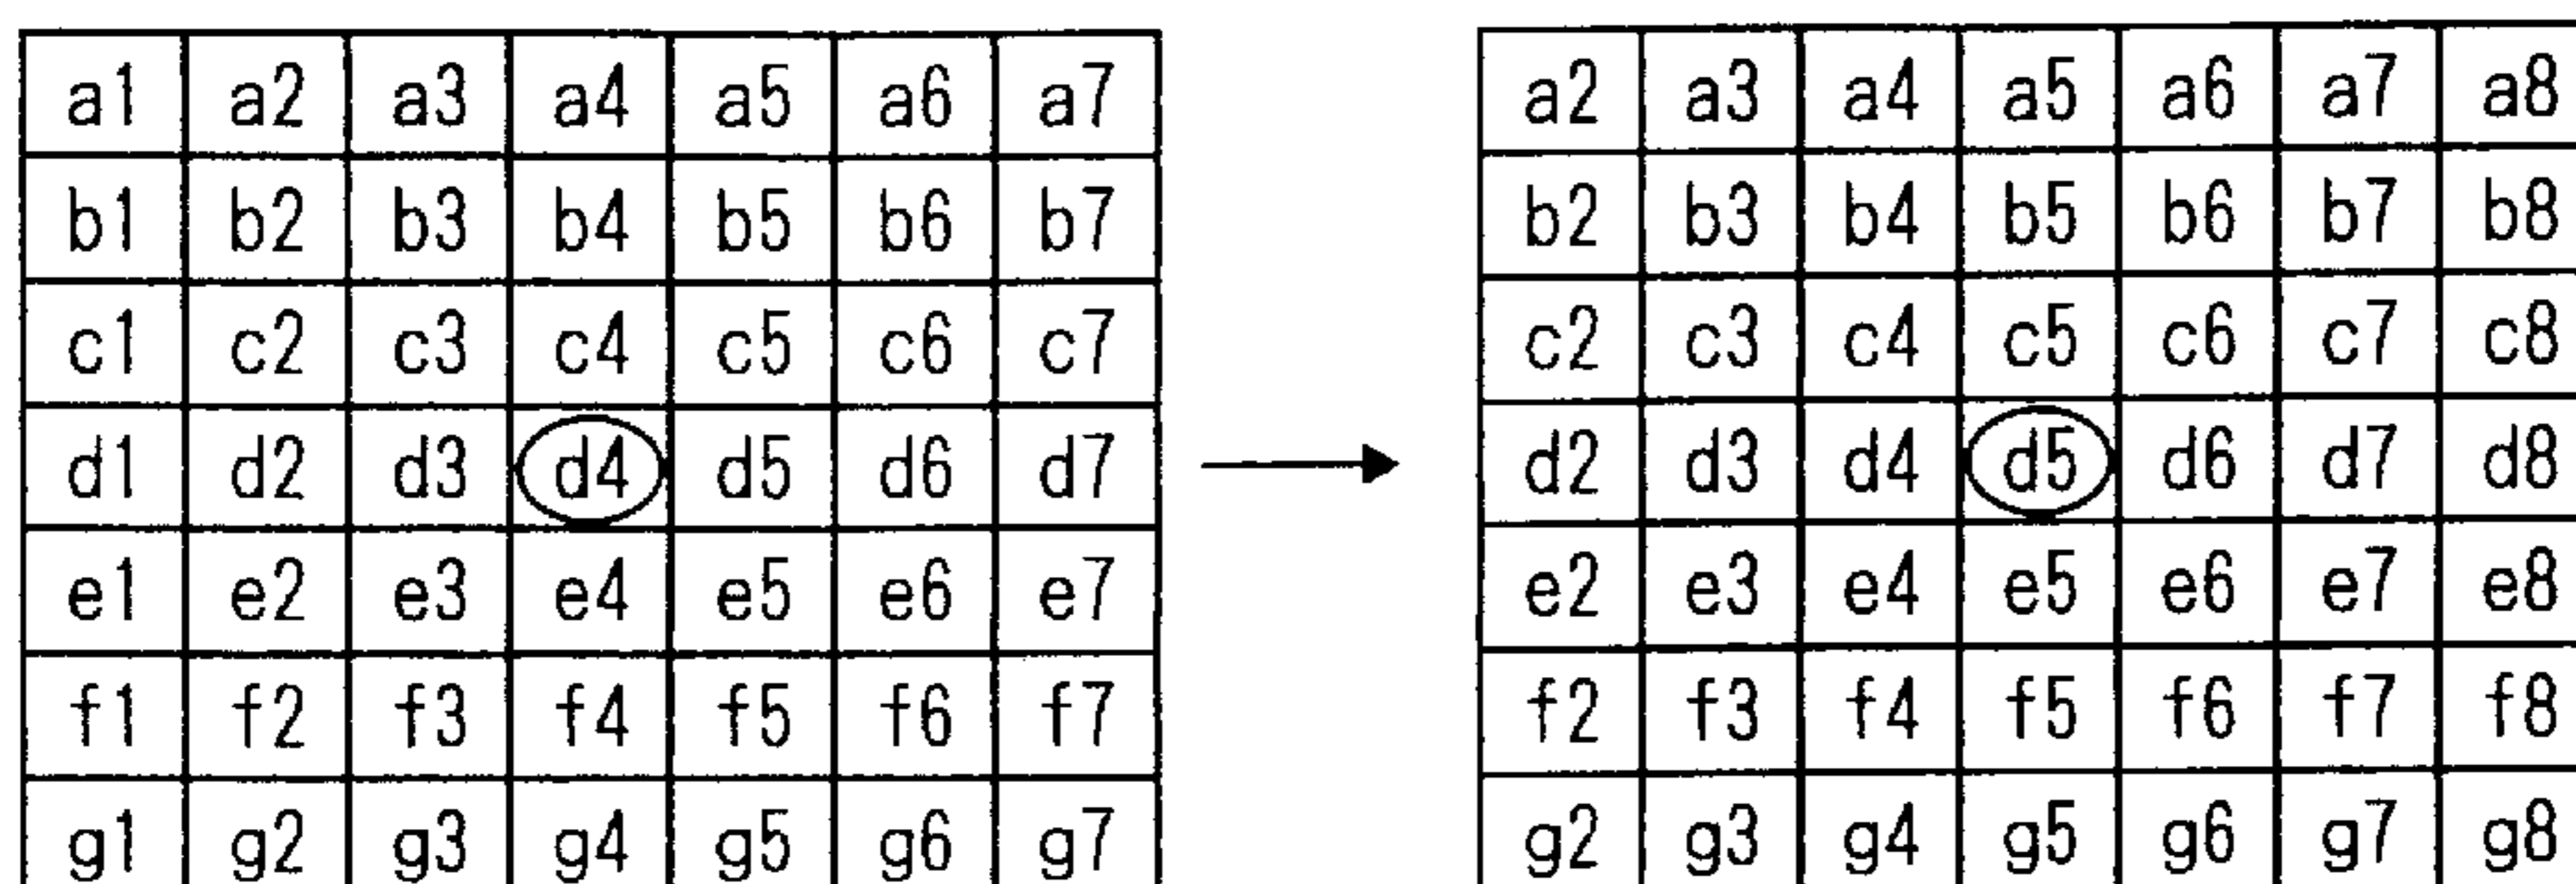 a1 a2 a3 a4 a5 a6 a7 a2 a3 a4 a5 a6 a7 a8
b1 b2 b3 b4 b5 b6 b7 b2 b3 b4 b5 b6 b7 b8
c1 c2 c3 c4 c5 c6 c7 c2 c3 c4 c5 c6 c7 c8
d1 d2 d3 d4 d5 d6 d7 d2 d3 d4 d5 d6 d7 d8
e1 e2 e3 e4 e5 e6 e7 e2 e3 e4 e5 e6 e7 e8
f1 f2 f3 f4 f5 f6 f7 f2 f3 f4 f5 f6 f7 f8
g1 g2 g3 g4 g5 g6 g7 g2 g3 g4 g5 g6 g7 g8